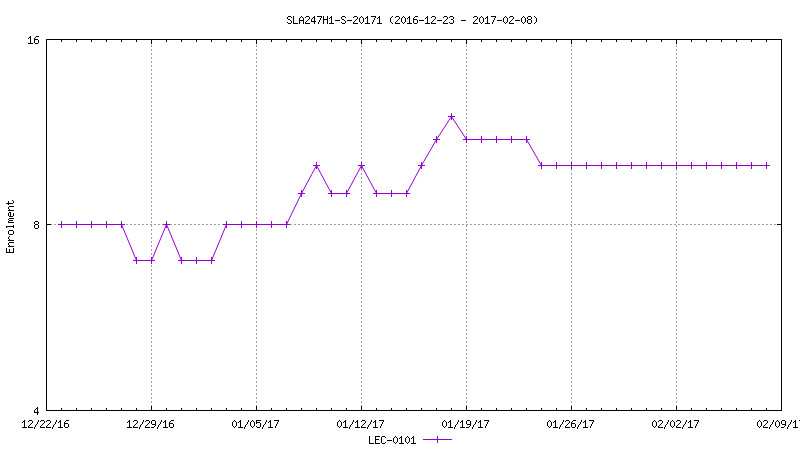 SLA247H1-S-20171 (2016-12-23 - 2017-02-08)
16
8
4
Enrolment
12/22/16 12/29/16 01/05/17 01/12/17 01/19/17 01/26/17 02/02/17 02/09/1
LEC-0101